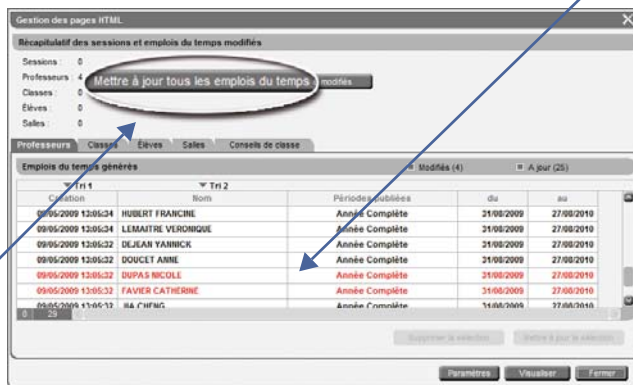 Gestion des pages HTML
Récapitulatif des sessions et emplois du temps modifiés
Sessions : 0
Professeurs : 4 Mettre à jour tous les emplois du temps modifiés
Classes : 0
Élèves : 0
Salles : 0
Professeurs Classes Élèves Salles Conseils de classe
Emplois du temps générés Modifiés (4) A jour (25)
Tri 1 Tri 2
Création Nom Périodes publiées du au
09/05/2009 13:05:34 HUBERT FRANCINE Année Complète 31/08/2009 27/08/2010
09/05/2009 13:05:34 LEMAITRE VERONIQUE Année Complète 31/08/2009 27/08/2010
09/05/2009 13:05:32 DEJEAN YANNICK Année Complète 31/08/2009 27/08/2010
09/05/2009 13:05:32 DOUCET ANNE Année Complète 31/08/2009 27/08/2010
09/05/2009 13:05:32 DUPAS NICOLE Année Complète 31/08/2009 27/08/2010
09/05/2009 13:05:32 FAVIER CATHERINE Année Complète 31/08/2009 27/08/2010
09/05/2009 13:05:32 JIA CHENG Année Complète 31/08/2009 27/08/2010
0 29
Supprimer la sélection Mettre à jour la sélection
Paramètres Visualiser Fermer